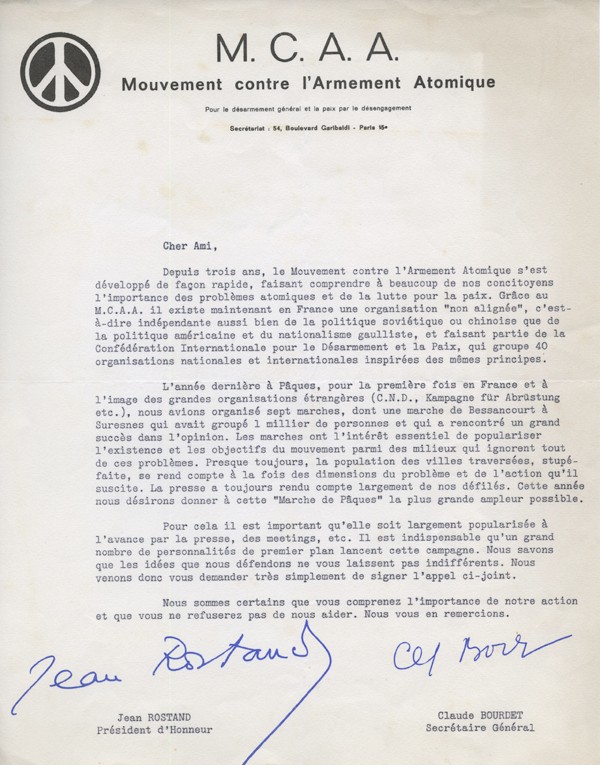 M. C. A. A.
Mouvement contre l'Armement Atomique
Pour le désarmement général et la paix par le désengagement
Secrétariat : 54, Boulevard Garibaldi - Paris 15e
Cher Ami,
Depuis trois ans, le Mouvement contre l'Armement Atomique s'est
développé de façon rapide, faisant comprendre à beaucoup de nos concitoyens
l'importance des problèmes atomiques et de la lutte pour la paix. Grâce au
M.C.A.A. il existe maintenant en France une organisation "non alignée", c'est-
à-dire indépendante aussi bien de la politique soviétique ou chinoise que de
la politique américaine et du nationalisme gaulliste, et faisant partie de la
Confédération Internationale pour le Désarmement et la Paix, qui groupe 40
organisations nationales et internationales inspirées des mêmes principes.
L'année dernière à Pâques, pour la première fois en France et à
l'image des grandes organisations étrangères (C.N.D., Kampagne für Abrüstung
etc.), nous avions organisé sept marches, dont une marche de Bessancourt à
Suresnes qui avait groupé 1 millier de personnes et qui a rencontré un grand
succès dans l'opinion. Les marches ont l'intérêt essentiel de populariser
l'existence et les objectifs du mouvement parmi des milieux qui ignorent tout
de ces problèmes. Presque toujours, la population des villes traversées, stupé-
faite, se rend compte à la fois des dimensions du problème et de l'action qu'il
suscite. La presse a toujours rendu compte largement de nos défilés. Cette année
nous désirons donner à cette "Marche de Pâques" la plus grande ampleur possible.
Pour cela il est important qu'elle soit largement popularisée à
l'avance par la presse, des meetings, etc. Il est indispensable qu'un grand
nombre de personnalités de premier plan lancent cette campagne. Nous savons
que les idées que nous défendons ne vous laissent pas indifférents. Nous
venons donc vous demander très simplement de signer l'appel ci-joint.
Nous sommes certains que vous comprenez l'importance de notre action
et que vous ne refuserez pas de nous aider. Nous vous en remercions.
Jean Rostand
Jean ROSTAND
Président d'Honneur
Claude BOURDET
Secrétaire Général